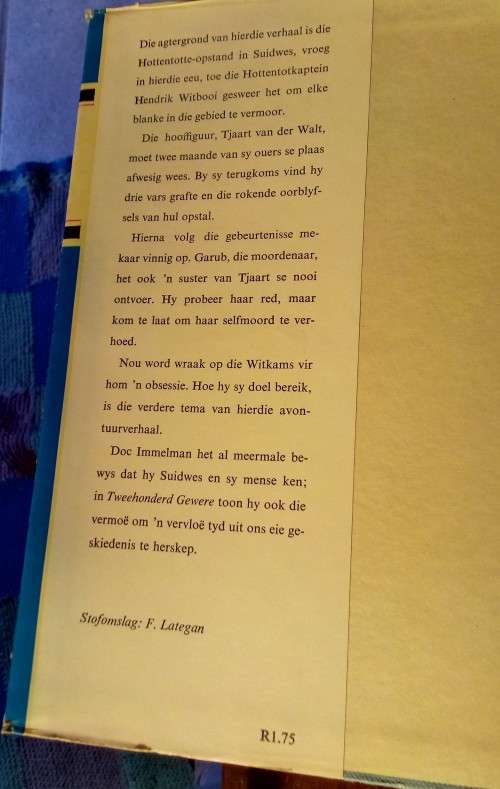 Die agtergrond van hierdie verhaal is die
Hottentotte-opstand in Suidwes, vroeg
in hierdie eeu, toe die Hottentotkaptein
Hendrik Witbooi gesweer het om elke
blanke in die gebied te vermoor.
Die hooffiguur, Tjaart van der Walt,
moet twee maande van sy ouers se plaas
afwesig wees. By sy terugkoms vind hy
drie vars grafte en die rokende oorblyf-
sels van hul opstal.
Hierna volg die gebeurtenisse me-
kaar vinnig op. Garub, die moordenaar,
het ook 'n suster van Tjaart se nooi
ontvoer. Hy probeer haar red, maar
kom te laat om haar selfmoord te ver-
hoed.
Nou word wraak op die Witkams vir
hom 'n obsessie. Hoe hy sy doel bereik,
is die verdere tema van hierdie avon-
tuurverhaal.
Doc Immelman het al meermale be-
wys dat hy Suidwes en sy mense ken;
in Tweehonderd Gewere toon hy ook die
vermoë om 'n vervloë tyd uit ons eie ge-
skiedenis te herskep.
Stofomslag: F. Lategan
R1.75